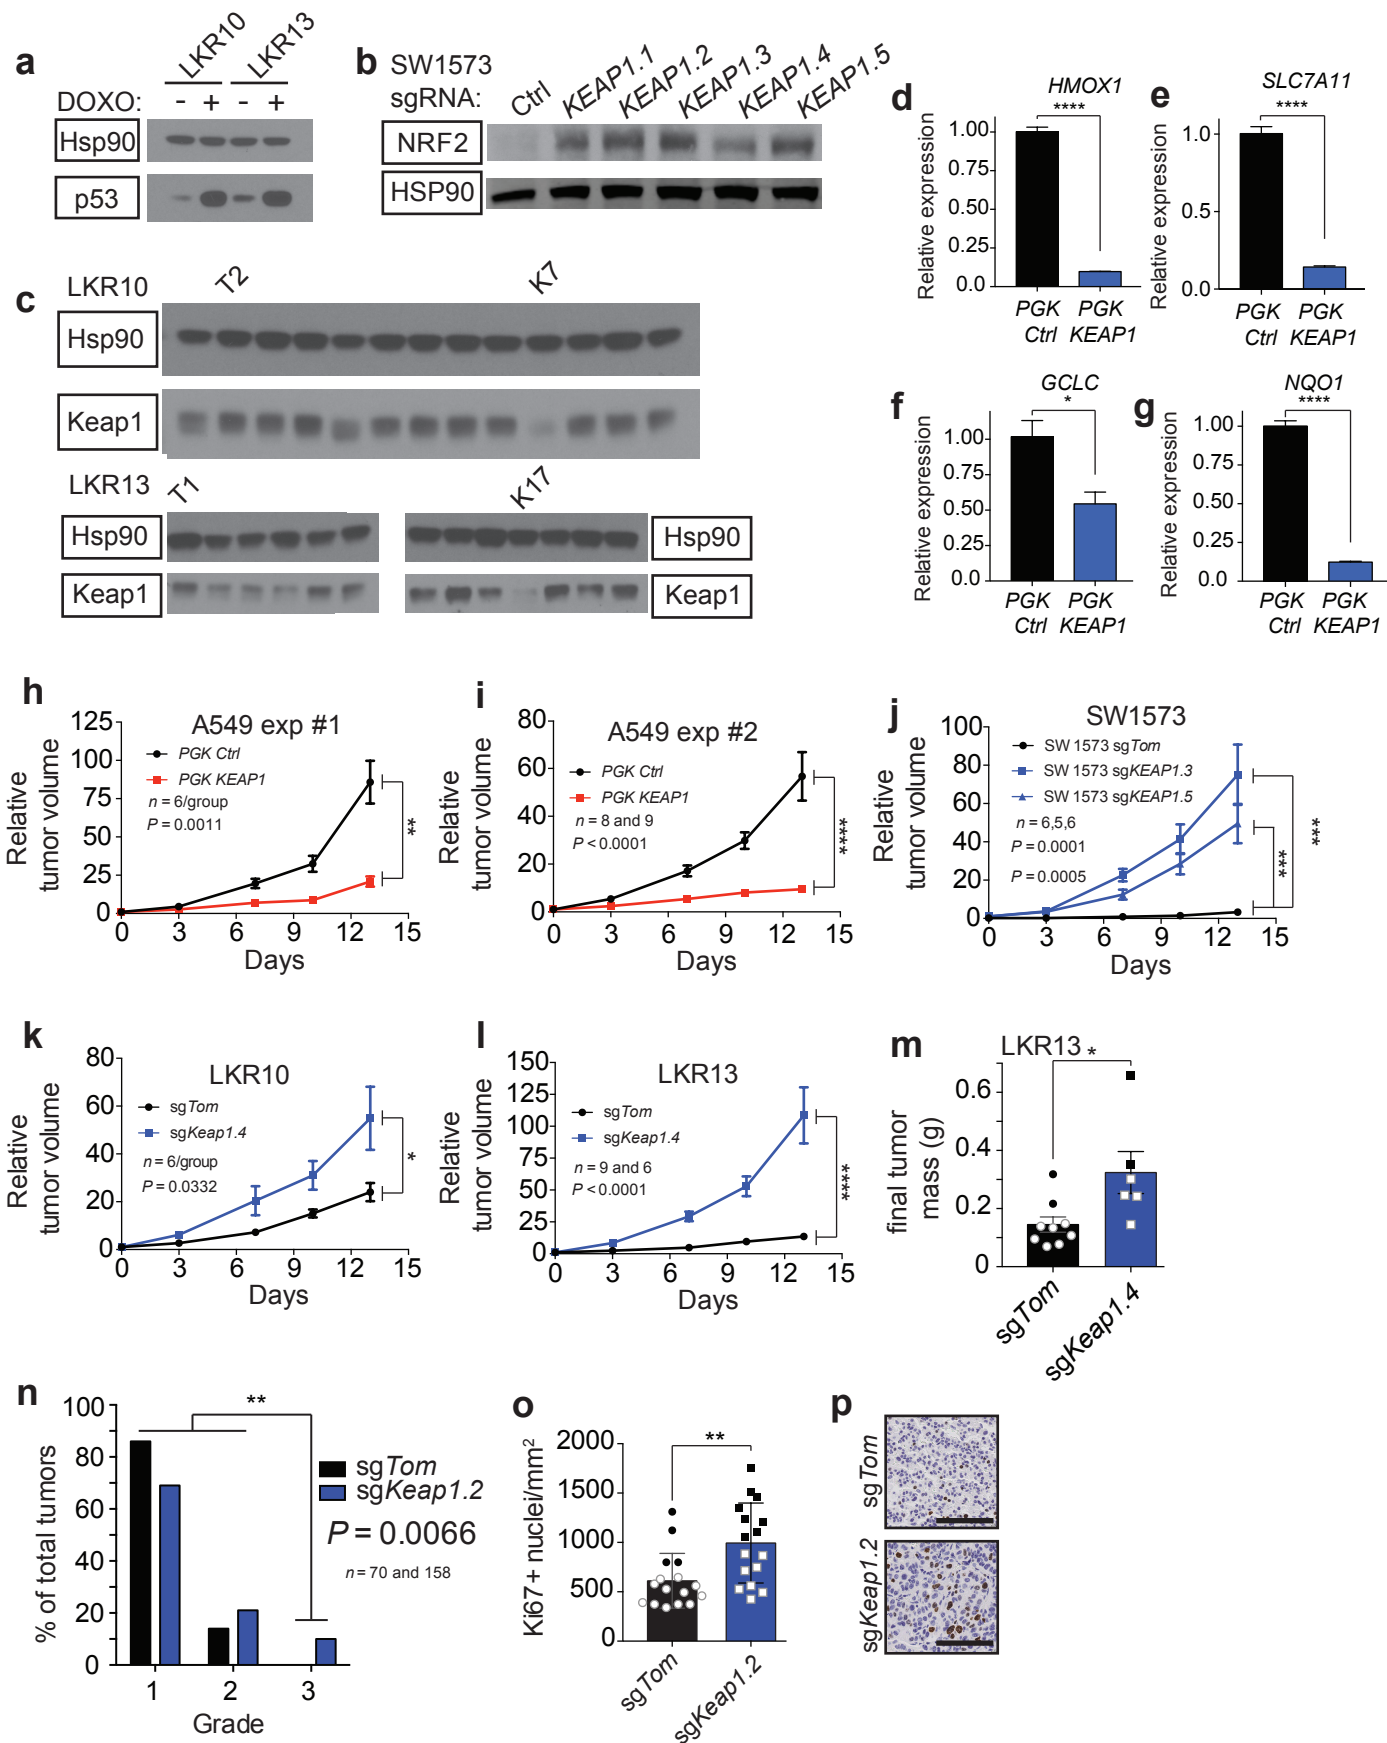 a
LKR10 LKR13
DOXO: - + - +
Hsp90
p53
b SW1573
sgRNA: Ctrl KEAP1.1 KEAP1.2 KEAP1.3 KEAP1.4 KEAP1.5
NRF2
HSP90
c
LKR10 T2 K7
Hsp90
Keap1
LKR13 T1 K17
Hsp90 Hsp90
Keap1 Keap1
d
HMOX1
****
Relative expression
1.00
0.75
0.50
0.25
0.0
PGK PGK
Ctrl KEAP1
e
SLC7A11
****
Relative expression
1.0
0.5
0.0
PGK PGK
Ctrl KEAP1
f
GCLC
*
Relative expression
1.00
0.75
0.50
0.25
0.0
PGK PGK
Ctrl KEAP1
g
NQO1
****
Relative expression
1.00
0.75
0.50
0.25
0.0
PGK PGK
Ctrl KEAP1
h
A549 exp #1
Relative
tumor volume
125
100
75
50
25
0
PGK Ctrl
PGK KEAP1
n = 6/group
P = 0.0011
**
0 3 6 9 12 15
Days
i
A549 exp #2
Relative
tumor volume
80
60
40
20
0
PGK Ctrl
PGK KEAP1
n = 8 and 9
P < 0.0001
****
0 3 6 9 12 15
Days
j
SW1573
Relative
tumor volume
100
80
60
40
20
0
SW 1573 sgTom
SW 1573 sgKEAP1.3
SW 1573 sgKEAP1.5
n = 6,5,6
P = 0.0001
P = 0.0005
***
***
0 3 6 9 12 15
Days
k
LKR10
Relative
tumor volume
80
60
40
20
0
sgTom
sgKeap1.4
n = 6/group
P = 0.0332
*
0 3 6 9 12 15
Days
l
LKR13
Relative
tumor volume
150
125
100
75
50
25
0
sgTom
sgKeap1.4
n = 9 and 6
P < 0.0001
****
0 3 6 9 12 15
Days
m
LKR13
*
final tumor
mass (g)
0.6
0.4
0.2
0
sgTom
sgKeap1.4
n
% of total tumors
100
80
60
40
20
0
**
sgTom
sgKeap1.2
P = 0.0066
n = 70 and 158
1 2 3
Grade
o
Ki67+ nuclei/mm²
2000
1500
1000
500
0
**
sgTom
sgKeap1.2
p
sgTom
sgKeap1.2